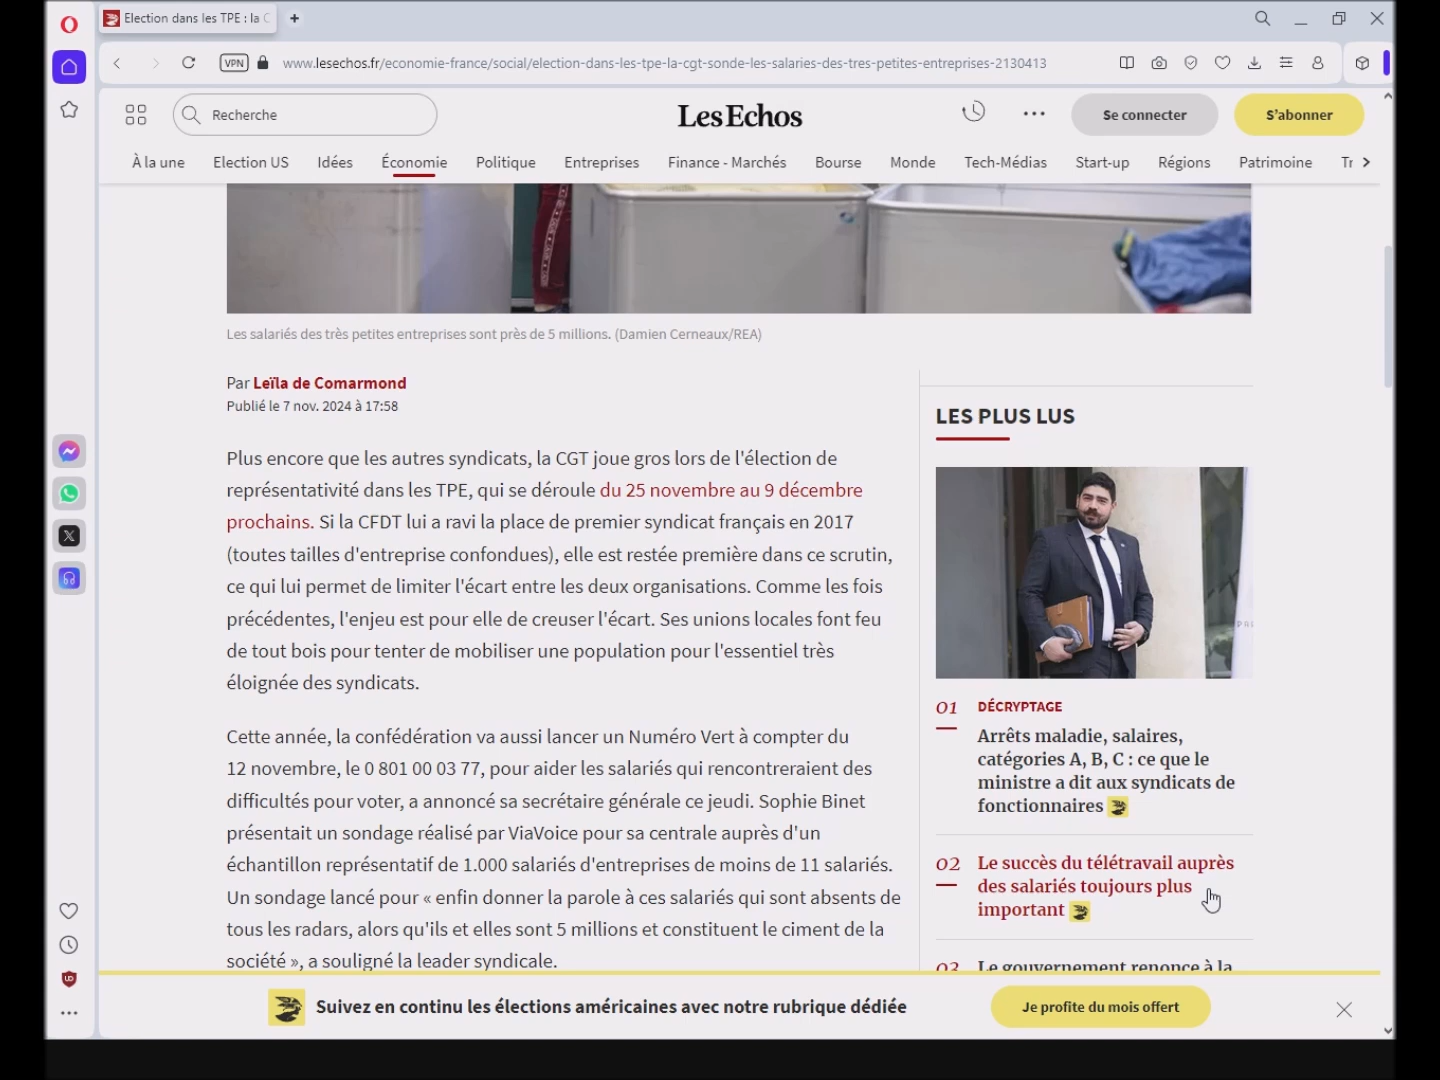 Election dans les TPE : la C
VPN
www.lesechos.fr/economie-france/social/election-dans-les-tpe-la-cgt-sonde-les-salaries-des-tres-petites-entreprises-2130413
Recherche
Les Echos
Se connecter
S'abonner
À la une
Election US
Idées
Économie
Politique
Entreprises
Finance - Marchés
Bourse
Monde
Tech-Médias
Start-up
Régions
Patrimoine
Tr
Les salariés des très petites entreprises sont près de 5 millions. (Damien Cerneaux/REA)
Par Leïla de Comarmond
Publié le 7 nov. 2024 à 17:58
Plus encore que les autres syndicats, la CGT joue gros lors de l'élection de
représentativité dans les TPE, qui se déroule du 25 novembre au 9 décembre
prochains. Si la CFDT lui a ravi la place de premier syndicat français en 2017
(toutes tailles d'entreprise confondues), elle est restée première dans ce scrutin,
ce qui lui permet de limiter l'écart entre les deux organisations. Comme les fois
précédentes, l'enjeu est pour elle de creuser l'écart. Ses unions locales font feu
de tout bois pour tenter de mobiliser une population pour l'essentiel très
éloignée des syndicats.
Cette année, la confédération va aussi lancer un Numéro Vert à compter du
12 novembre, le 0 801 00 03 77, pour aider les salariés qui rencontreraient des
difficultés pour voter, a annoncé sa secrétaire générale ce jeudi. Sophie Binet
présentait un sondage réalisé par ViaVoice pour sa centrale auprès d'un
échantillon représentatif de 1.000 salariés d'entreprises de moins de 11 salariés.
Un sondage lancé pour « enfin donner la parole à ces salariés qui sont absents de
tous les radars, alors qu'ils et elles sont 5 millions et constituent le ciment de la
société », a souligné la leader syndicale.
LES PLUS LUS
01 DÉCRYPTAGE
Arrêts maladie, salaires,
catégories A, B, C : ce que le
ministre a dit aux syndicats de
fonctionnaires
02 Le succès du télétravail auprès
des salariés toujours plus
important
03 Le gouvernement renonce à la
Suivez en continu les élections américaines avec notre rubrique dédiée
Je profite du mois offert